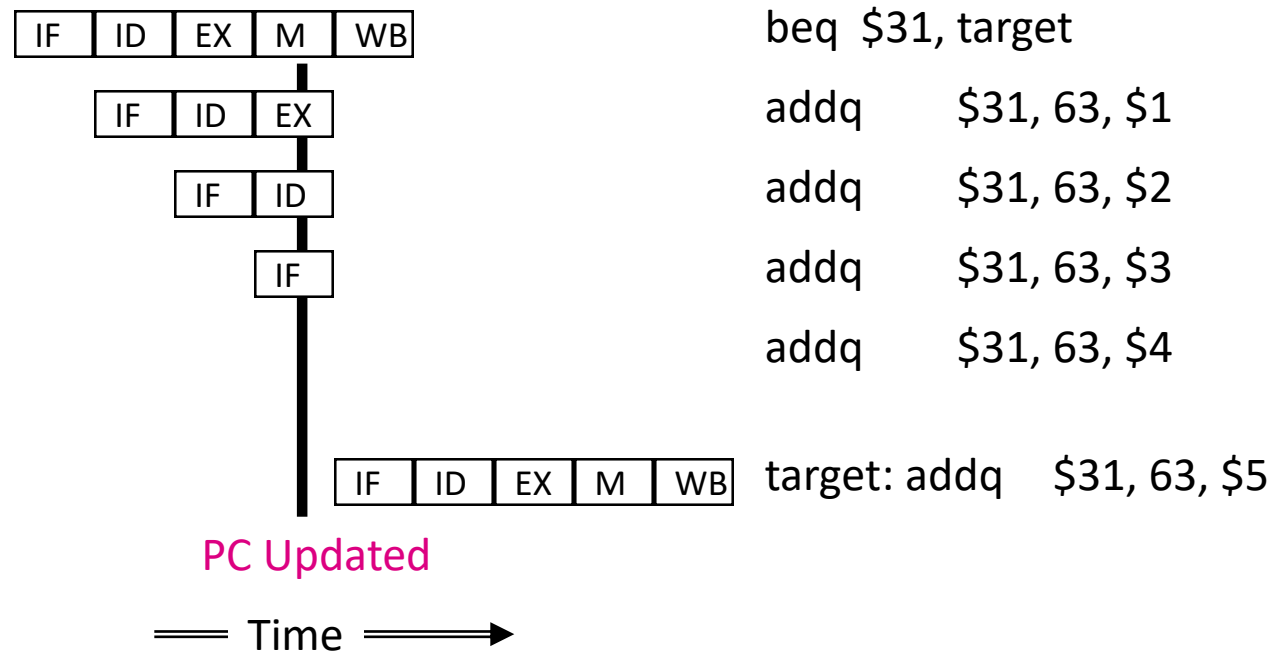 IF ID EX M WB beq $31, target
IF ID EX addq $31, 63, $1
IF ID addq $31, 63, $2
IF addq $31, 63, $3
addq $31, 63, $4
IF ID EX M WB target: addq $31, 63, $5
PC Updated
Time